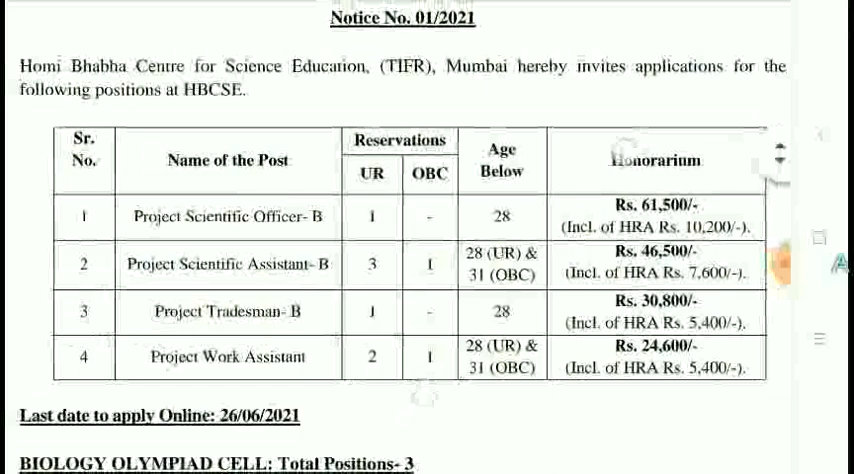 Notice No. 01/2021
Homi Bhabha Centre for Science Education, (TIFR), Mumbai hereby invites applications for the
following positions at HBCSE.
Sr. No. Name of the Post Reservations UR OBC Age Below Honorarium
1 Project Scientific Officer- B 1 - 28 Rs. 61,500/- (Incl. of HRA Rs. 10,200/-).
2 Project Scientific Assistant- B 3 1 28 (UR) & 31 (OBC) Rs. 46,500/- (Incl. of HRA Rs. 7,600/-).
3 Project Tradesman- B 1 - 28 Rs. 30,800/- (Incl. of HRA Rs. 5,400/-).
4 Project Work Assistant 2 1 28 (UR) & 31 (OBC) Rs. 24,600/- (Incl. of HRA Rs. 5,400/-).
Last date to apply Online: 26/06/2021
BIOLOGY OLYMPIAD CELL: Total Positions- 3